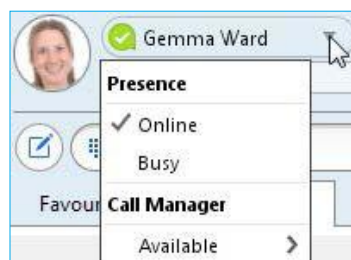 Gemma Ward
Presence
Online
Busy
Favour
Call Manager
Available